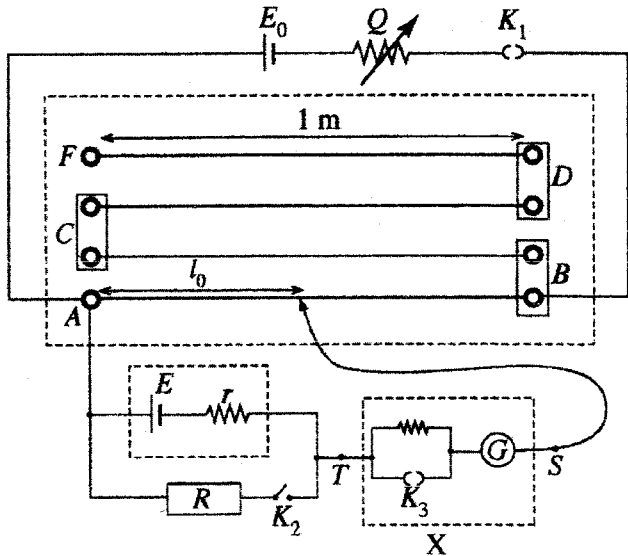 E₀ Q K₁
1 m
F D
C
l₀ B
A
E r
T G S
R K₂ K₃
X